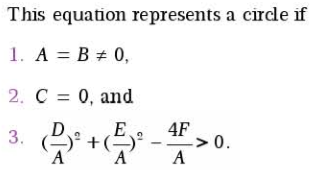 This equation represents a circle if
1. A = B ≠ 0,
2. C = 0, and
3. (D/A)² + (E/A)² - 4F/A > 0.